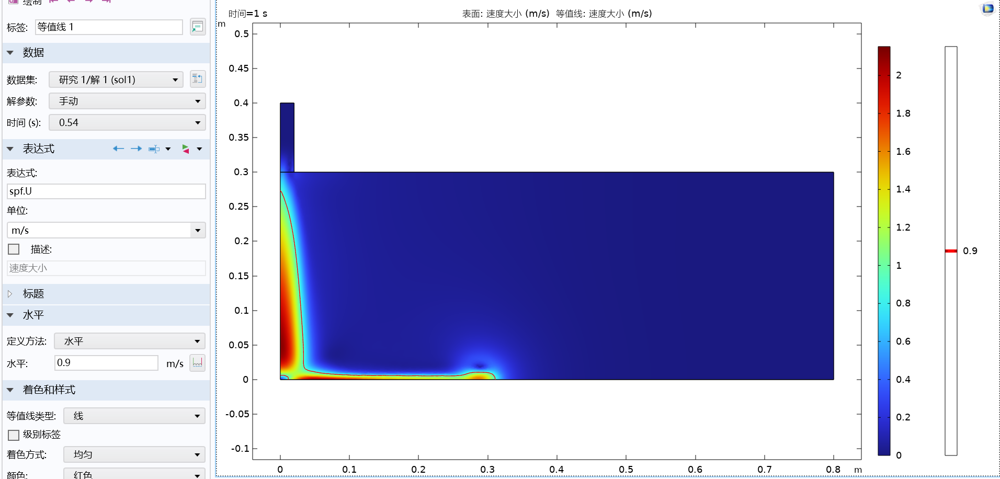 绘制
标签: 等值线 1
数据
数据集: 研究 1/解 1 (sol1)
解参数: 手动
时间 (s): 0.54
表达式
表达式:
spf.U
单位:
m/s
描述:
速度大小
标题
水平
定义方法: 水平
水平: 0.9 m/s
着色和样式
等值线类型: 线
级别标签
着色方式: 均匀
颜色: 红色
时间=1 s
表面: 速度大小 (m/s) 等值线: 速度大小 (m/s)
m
0.5
0.45
0.4
0.35
0.3
0.25
0.2
0.15
0.1
0.05
0
-0.05
-0.1
0 0.1 0.2 0.3 0.4 0.5 0.6 0.7 0.8 m
2
1.8
1.6
1.4
1.2
1
0.8
0.6
0.4
0.2
0
0.9